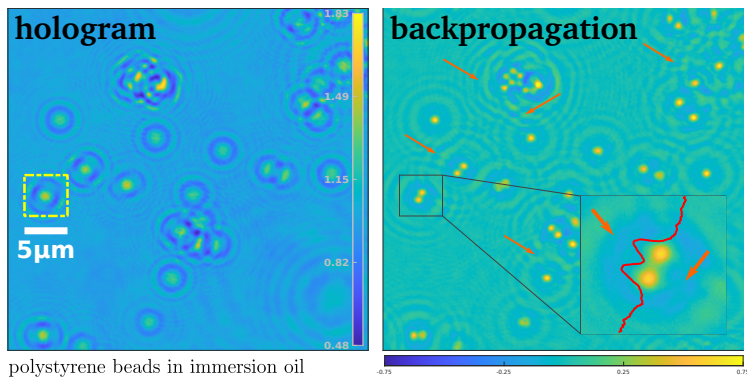 hologram
1.83
1.49
1.15
0.82
0.48
5μm
polystyrene beads in immersion oil
backpropagation
-0.75
-0.25
0.25
0.75